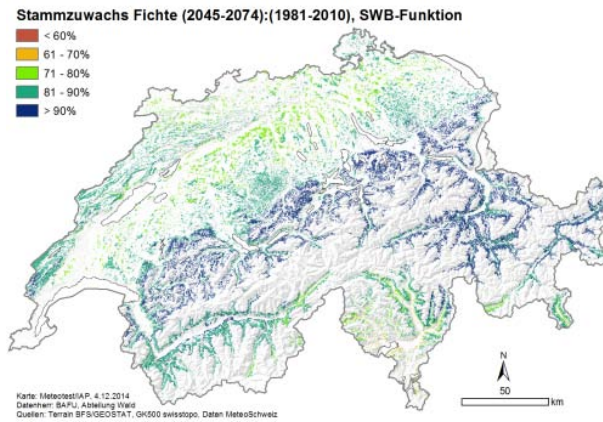 Stammzuwachs Fichte (2045-2074):(1981-2010), SWB-Funktion
< 60%
61 - 70%
71 - 80%
81 - 90%
> 90%
N
50
km
Karte: Meteotest/IAP, 4.12.2014
Datenherr: BAFU, Abteilung Wald
Quellen: Terrain BFS/GEOSTAT, GK500 swisstopo, Daten MeteoSchweiz